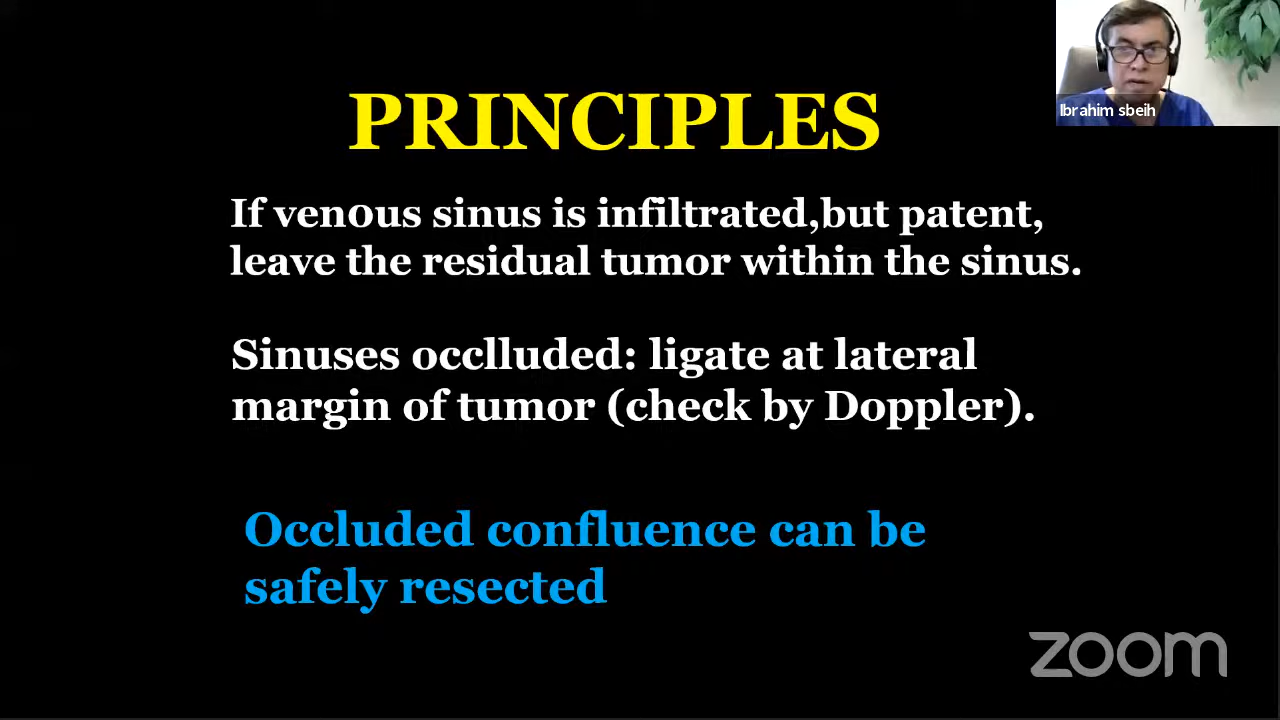 PRINCIPLES
Ibrahim sbeih
If ven0us sinus is infiltrated,but patent,
leave the residual tumor within the sinus.
Sinuses occlluded: ligate at lateral
margin of tumor (check by Doppler).
Occluded confluence can be
safely resected
zoom